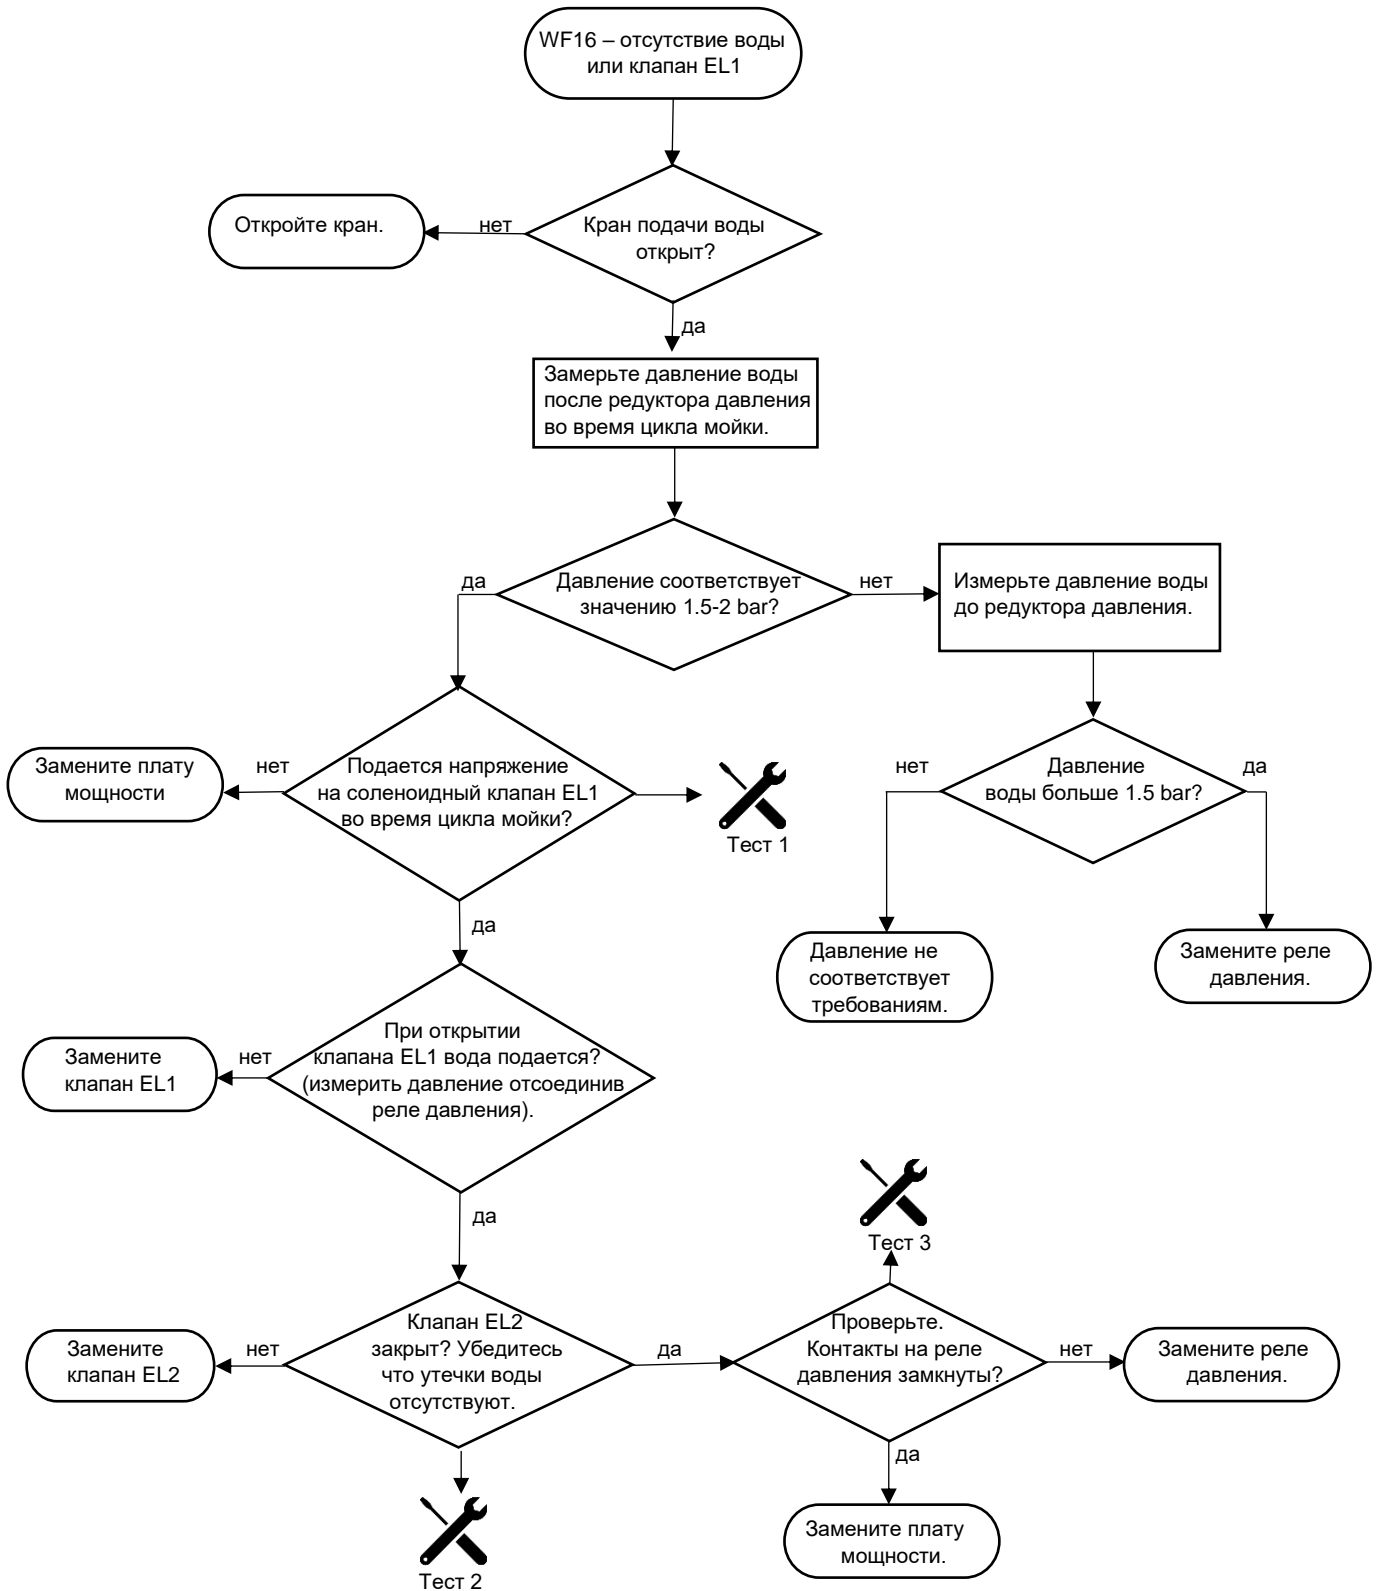 WF16 – отсутствие воды
или клапан EL1
Откройте кран.
нет
Кран подачи воды
открыт?
да
Замерьте давление воды
после редуктора давления
во время цикла мойки.
да
Давление соответствует
значению 1.5-2 bar?
нет
Измерьте давление воды
до редуктора давления.
Замените плату
мощности
нет
Подается напряжение
на соленоидный клапан EL1
во время цикла мойки?
Тест 1
нет
Давление
воды больше 1.5 bar?
да
да
Давление не
соответствует
требованиям.
Замените реле
давления.
Замените
клапан EL1
нет
При открытии
клапана EL1 вода подается?
(измерить давление отсоединив
реле давления).
да
Тест 3
Замените
клапан EL2
нет
Клапан EL2
закрыт? Убедитесь
что утечки воды
отсутствуют.
да
Проверьте.
Контакты на реле
давления замкнуты?
нет
Замените реле
давления.
да
Тест 2
Замените плату
мощности.